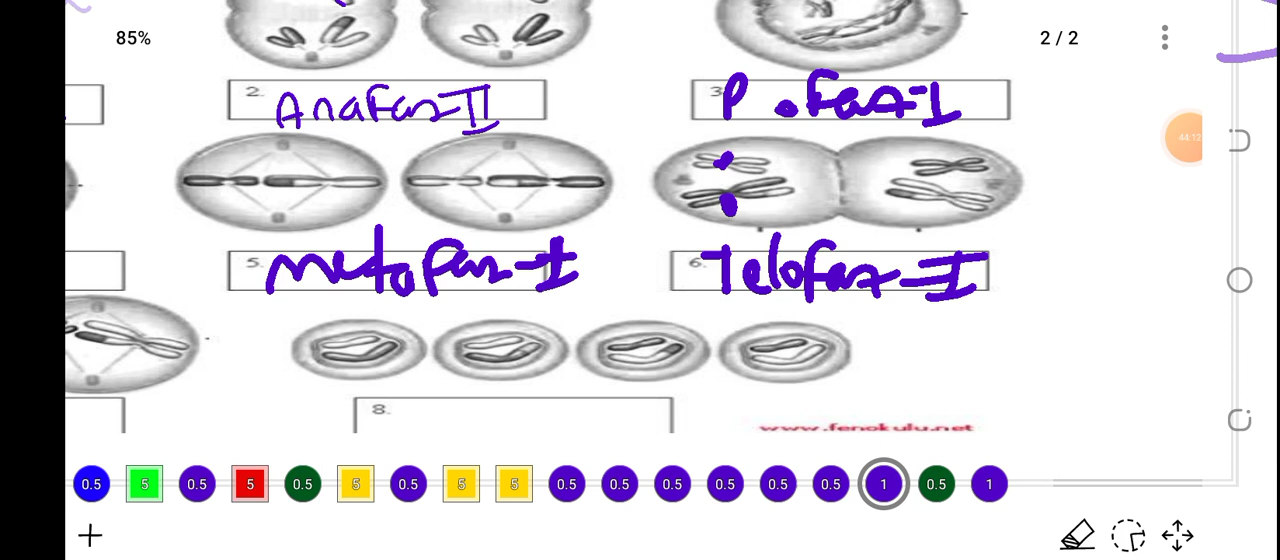 85%
2 / 2
2. Anafaz-II
3. Profaz-I
44:12
5. Metafaz-II
6. Telofaz-I
8.
www.fenokulu.net
0.5 5 0.5 5 0.5 5 0.5 5 5 0.5 0.5 0.5 0.5 0.5 0.5 1 0.5 1